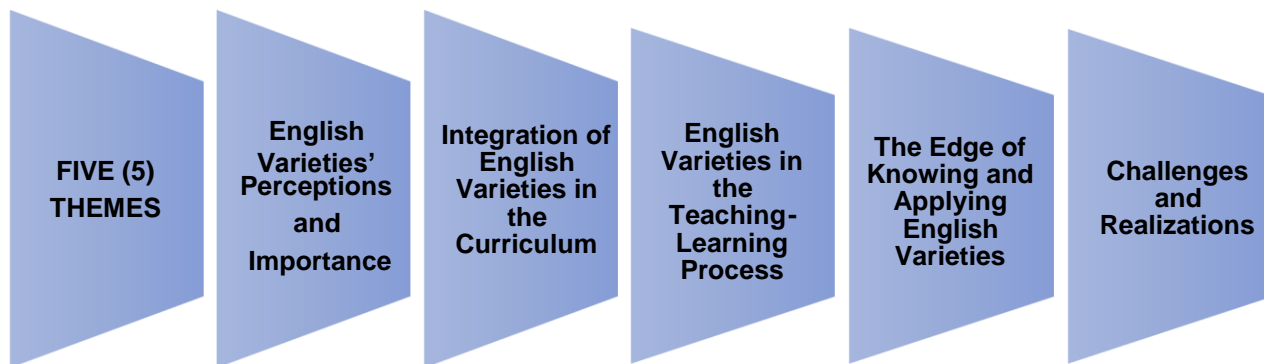 FIVE (5)
THEMES
English
Varieties’
Perceptions
and
Importance
Integration of
English
Varieties in
the
Curriculum
English
Varieties in
the
Teaching-
Learning
Process
The Edge of
Knowing and
Applying
English
Varieties
Challenges
and
Realizations